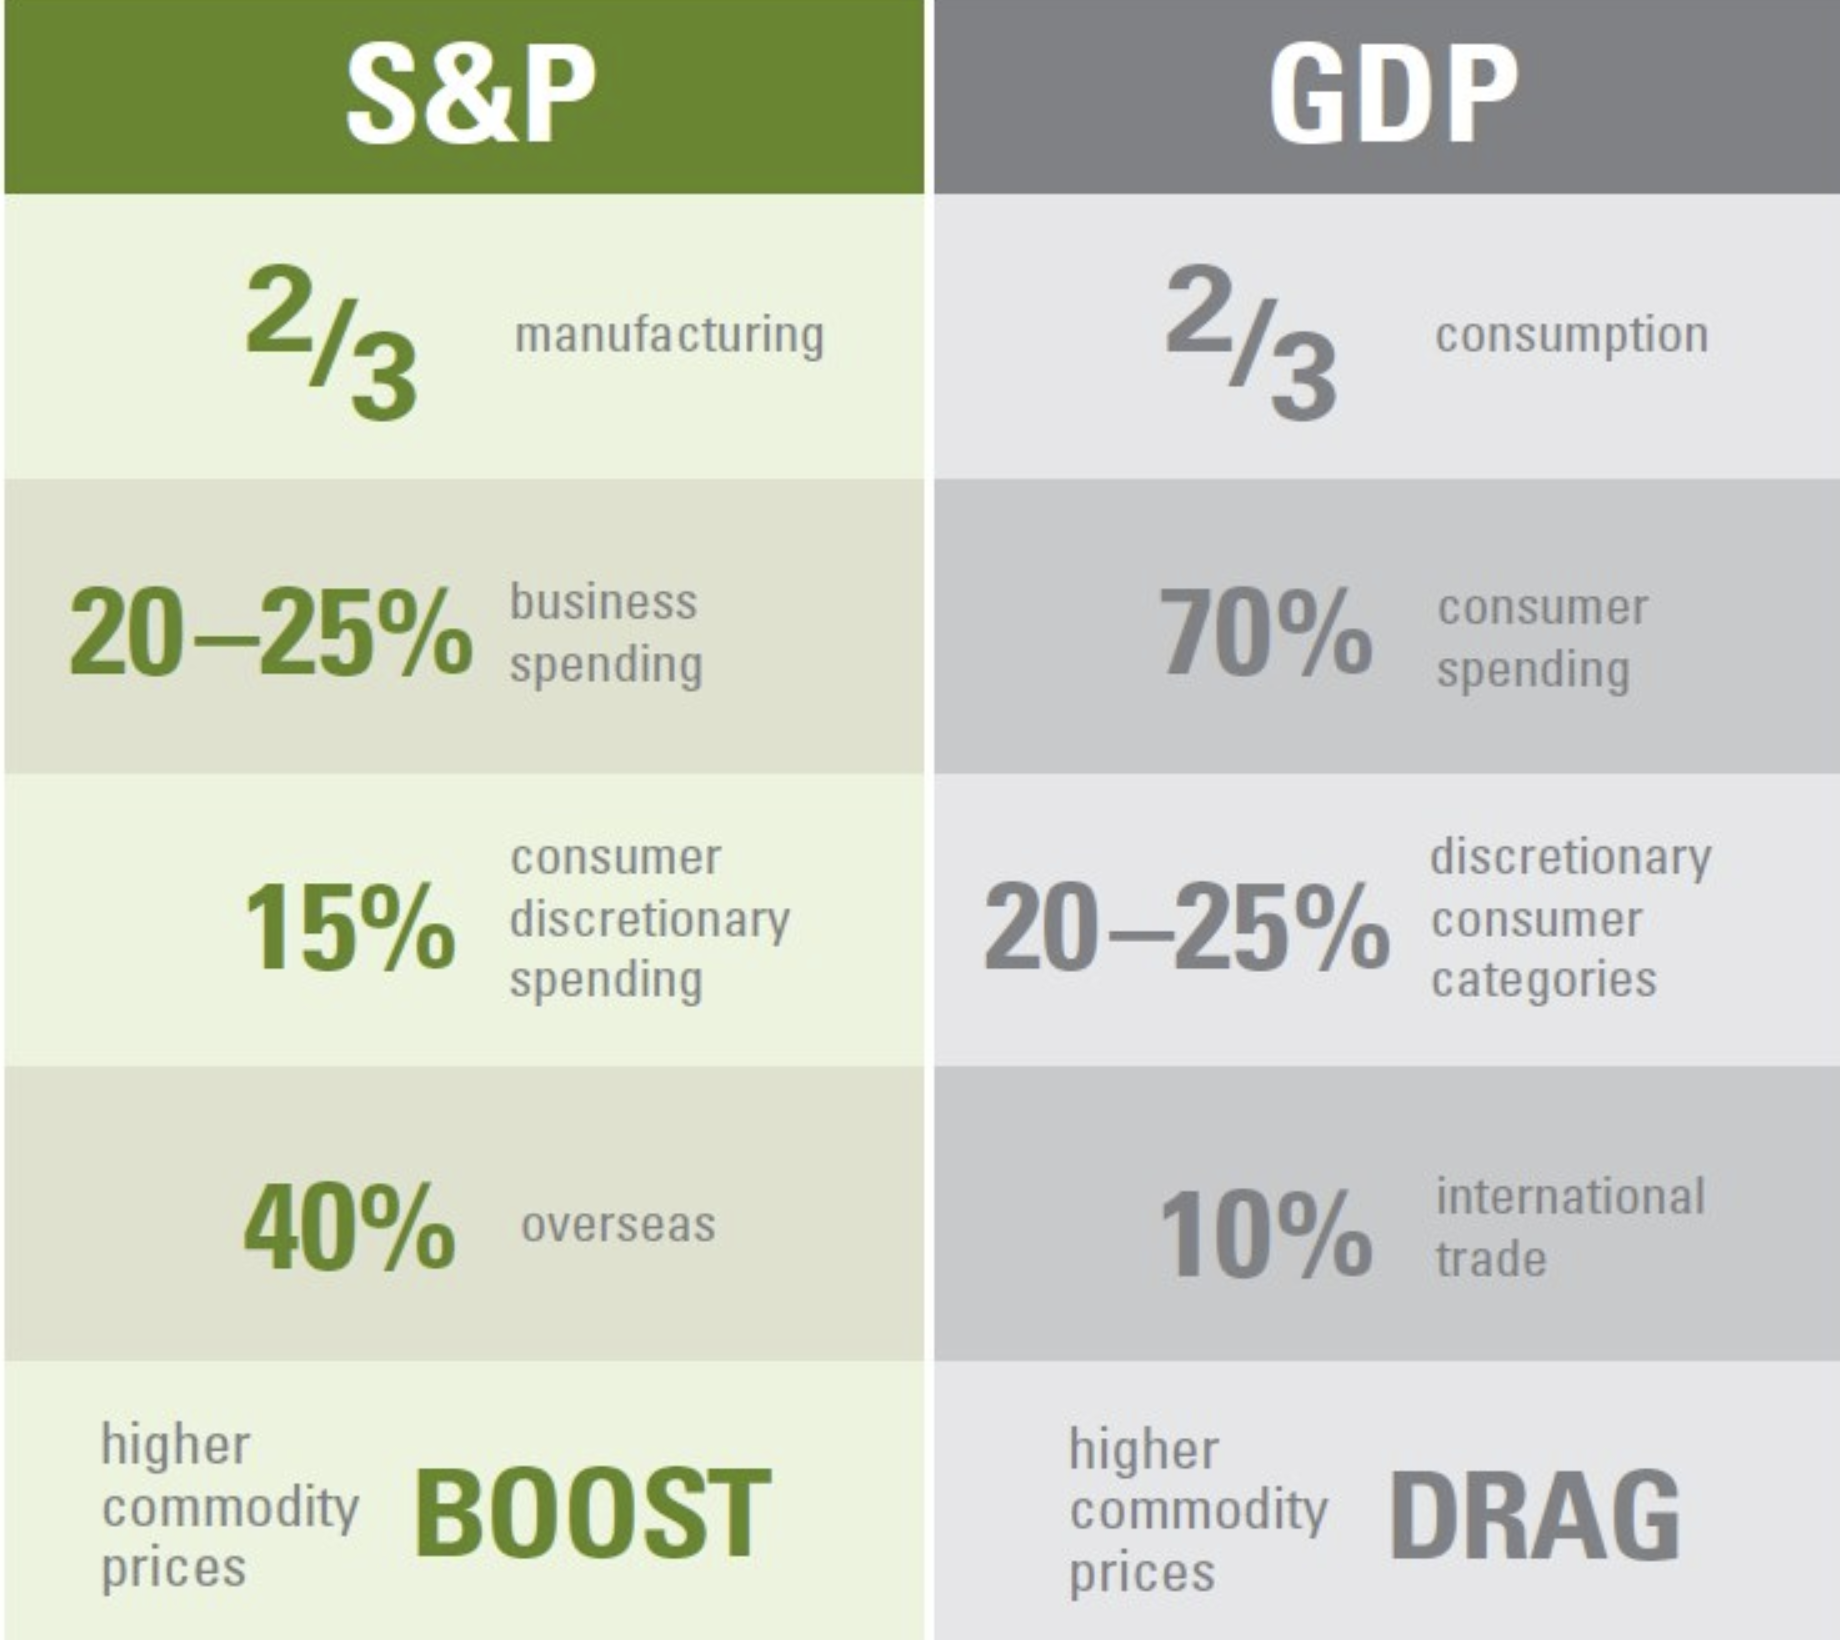 S&P
GDP
2/3 manufacturing
2/3 consumption
20–25% business
spending
70% consumer
spending
15% consumer
discretionary
spending
20–25% discretionary
consumer
categories
40% overseas
10% international
trade
higher
commodity
prices
BOOST
higher
commodity
prices
DRAG